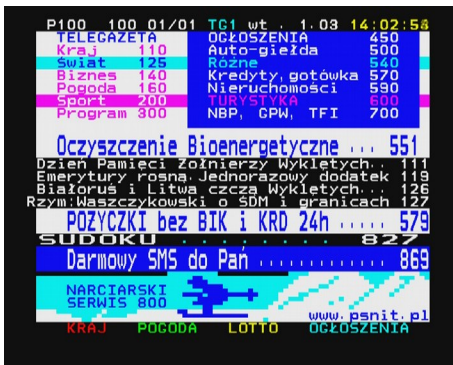 P100 100 01/01 TG1 wt . 1.03 14:02:58
TELEGAZETA OGŁOSZENIA 450
Kraj 110 Auto-giełda 500
Świat 125 Różne 540
Biznes 140 Kredyty,gotówka 570
Pogoda 160 Nieruchomości 590
Sport 200 TURYSTYKA 600
Program 300 NBP, GPW, TFI 700
Oczyszczenie Bioenergetyczne ... 551
Dzień Pamięci Żołnierzy Wyklętych.. 111
Emerytury rosną.Jednorazowy dodatek 119
Białoruś i Litwa czczą Wyklętych... 126
Rzym:Waszczykowski o ŚDM i granicach 127
POŻYCZKI bez BIK i KRD 24h ..... 579
SUDOKU . . . . . . . 827
Darmowy SMS do Pań ............. 869
NARCIARSKI
SERWIS 800
www.psnit.pl
KRAJ POGODA LOTTO OGŁOSZENIA